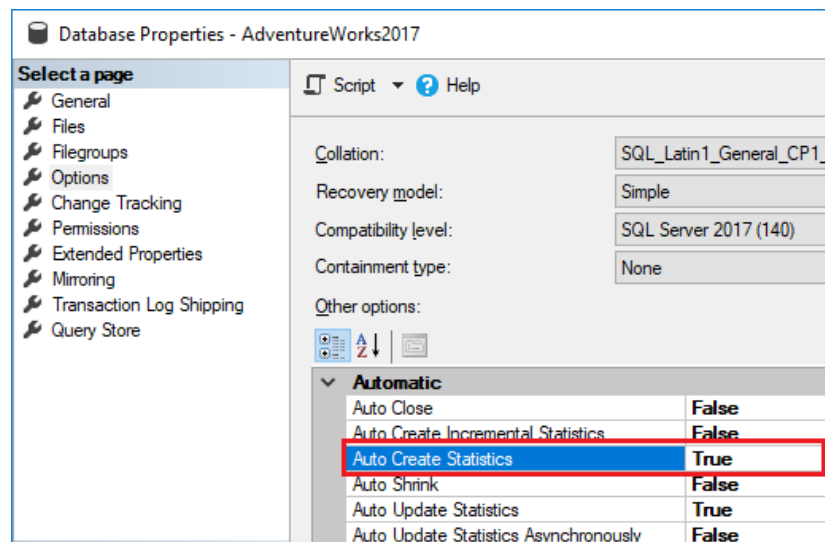 Database Properties - AdventureWorks2017
Select a page
General
Files
Filegroups
Options
Change Tracking
Permissions
Extended Properties
Mirroring
Transaction Log Shipping
Query Store
Script ? Help
Collation: SQL_Latin1_General_CP1_
Recovery model: Simple
Compatibility level: SQL Server 2017 (140)
Containment type: None
Other options:
A
Z
Automatic
Auto Close False
Auto Create Incremental Statistics False
Auto Create Statistics True
Auto Shrink False
Auto Update Statistics True
Auto Update Statistics Asynchronously False